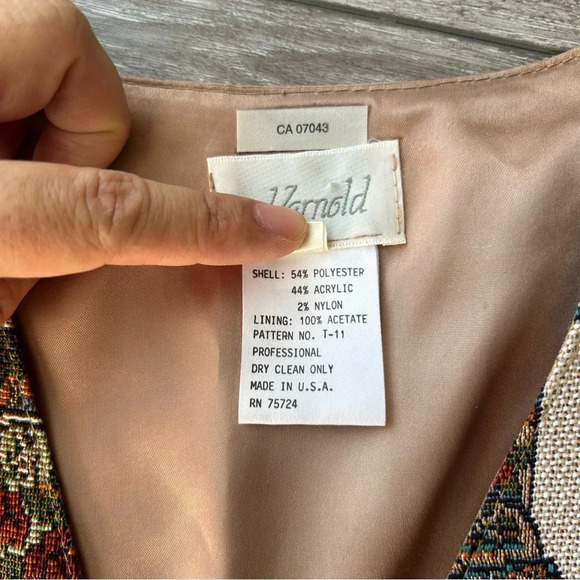 CA 07043
SHELL: 54% POLYESTER
44% ACRYLIC
2% NYLON
LINING: 100% ACETATE
PATTERN NO. T-11
PROFESSIONAL
DRY CLEAN ONLY
MADE IN U.S.A.
RN 75724